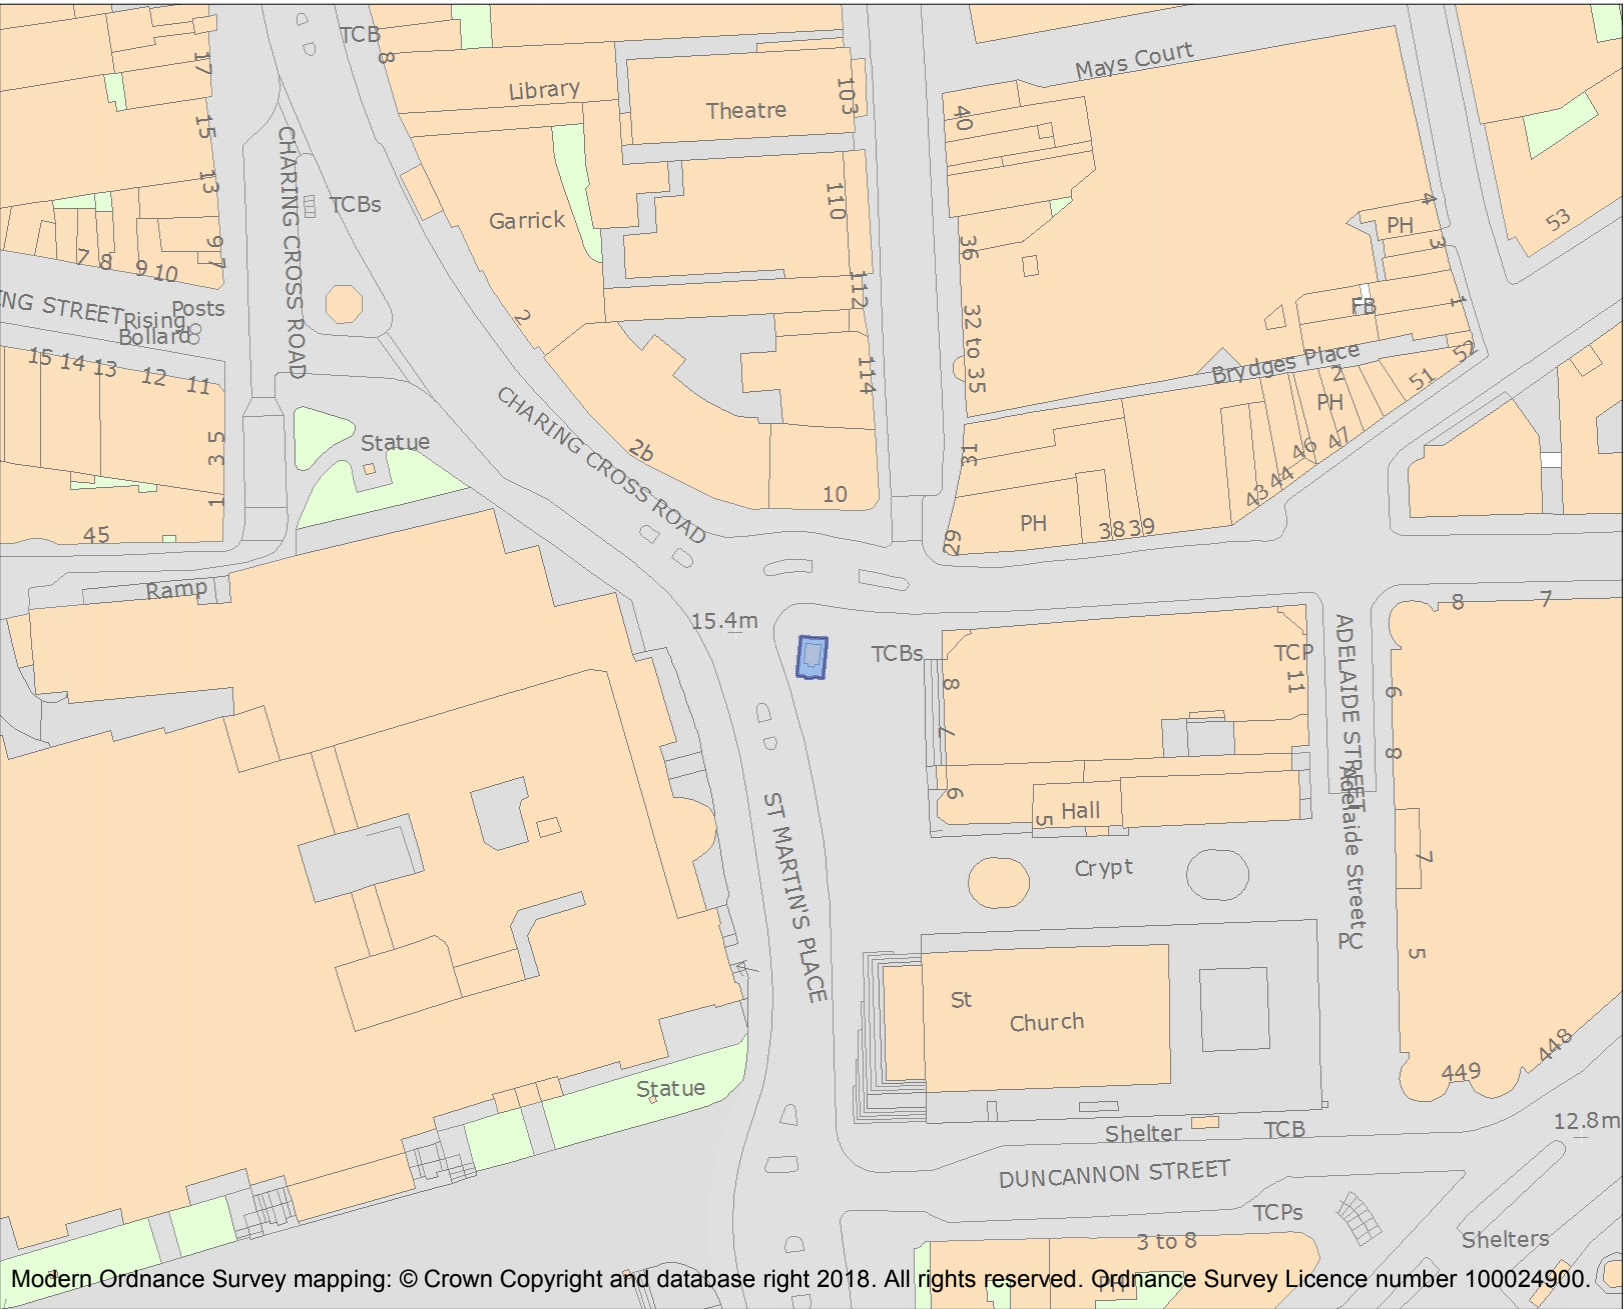 TCB
8
17
Library
Theatre
103
Mays Court
40
15
CHARING CROSS ROAD
13
TCBs
110
4
PH
53
Garrick
9
7
36
3
7 8 9 10
112
ING STREET
Posts
Rising
Bollard
2
32 to 35
FB
1
15 14 13 12 11
114
Brydges Place
52
2
51
PH
CHARING CROSS ROAD
Statue
2b
3 5
31
46 47
43 44
1
10
PH
38 39
29
45
Ramp
15.4m
TCBs
8
7
ADELAIDE STREET
TCP
11
8
7
6
7
8
6
Hall
5
Adelaide Street
ST MARTIN'S PLACE
Crypt
7
PC
5
St
Church
Statue
449
448
12.8m
Shelter
TCB
DUNCANNON STREET
TCPs
3 to 8
Shelters
PH
Modern Ordnance Survey mapping: © Crown Copyright and database right 2018. All rights reserved. Ordnance Survey Licence number 100024900.